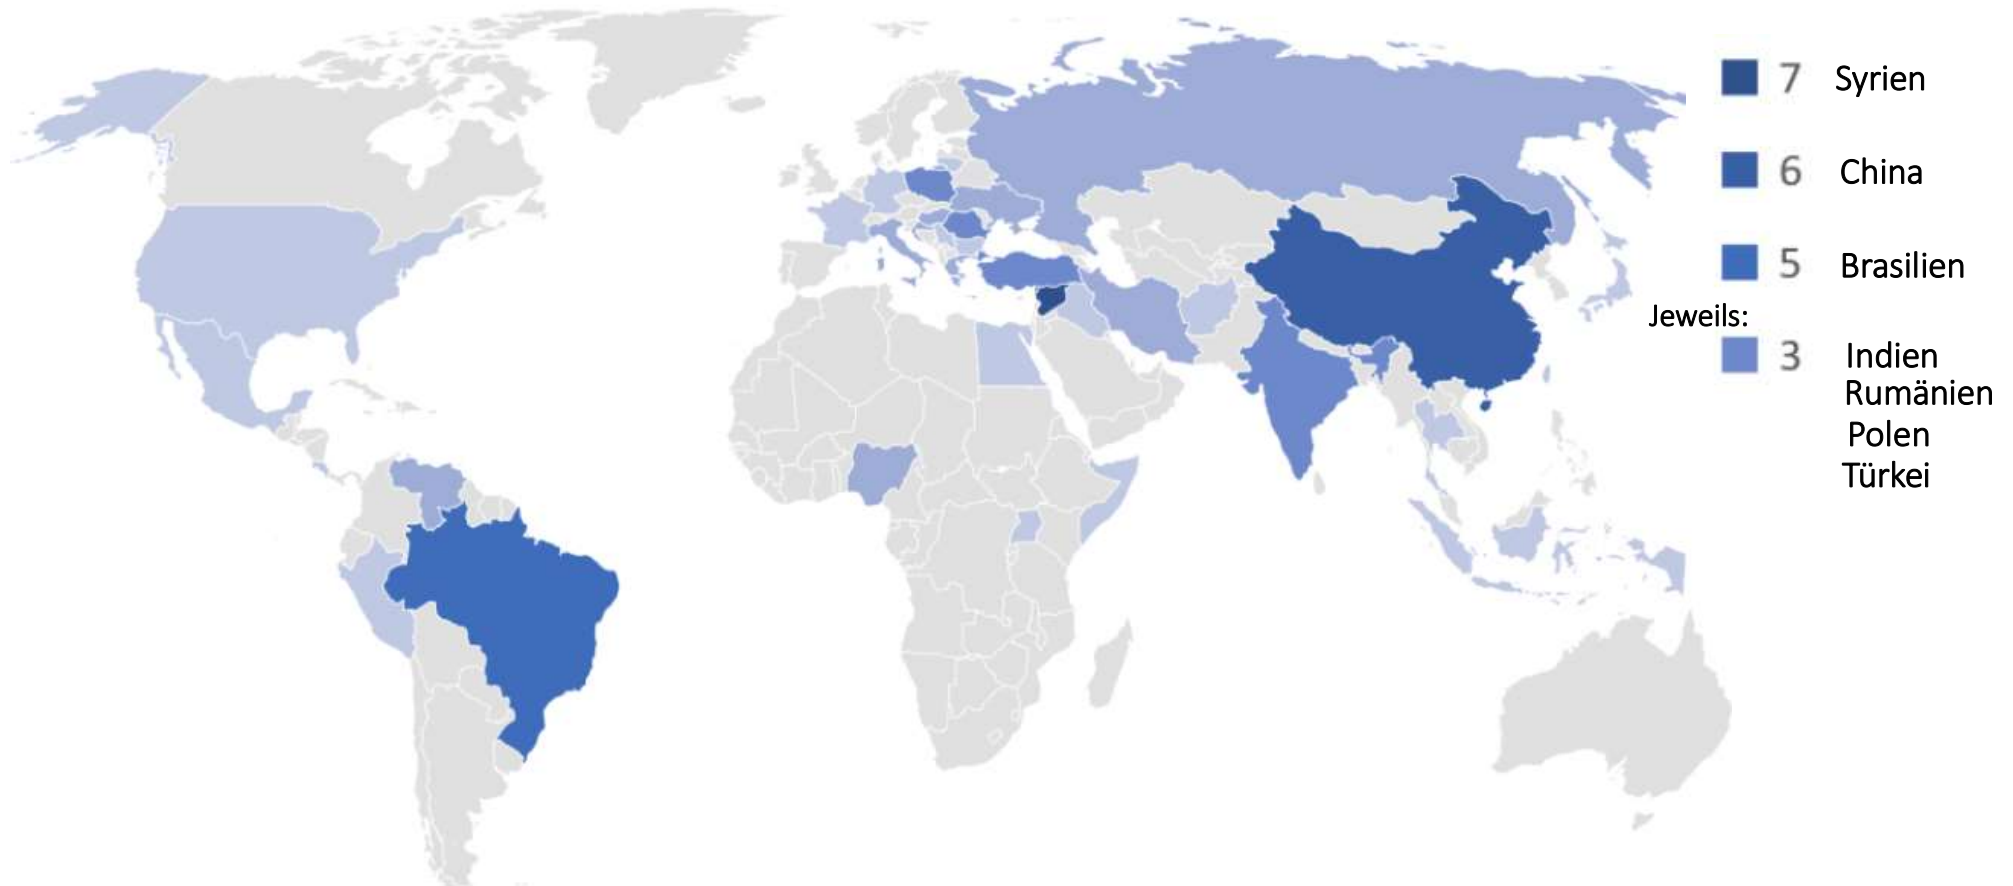 7 Syrien
6 China
5 Brasilien
Jeweils:
3 Indien
Rumänien
Polen
Türkei